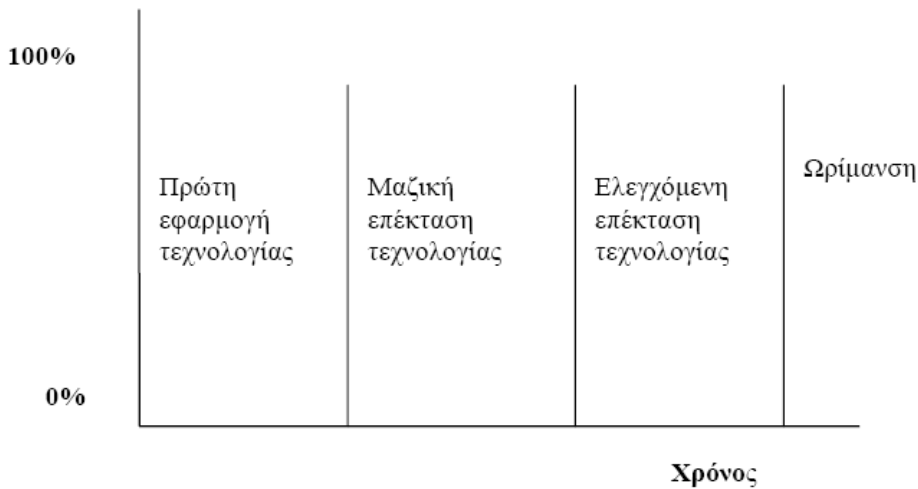 100%
Πρώτη
εφαρμογή
τεχνολογίας
Μαζική
επέκταση
τεχνολογίας
Ελεγχόμενη
επέκταση
τεχνολογίας
Ωρίμανση
0%
Χρόνος